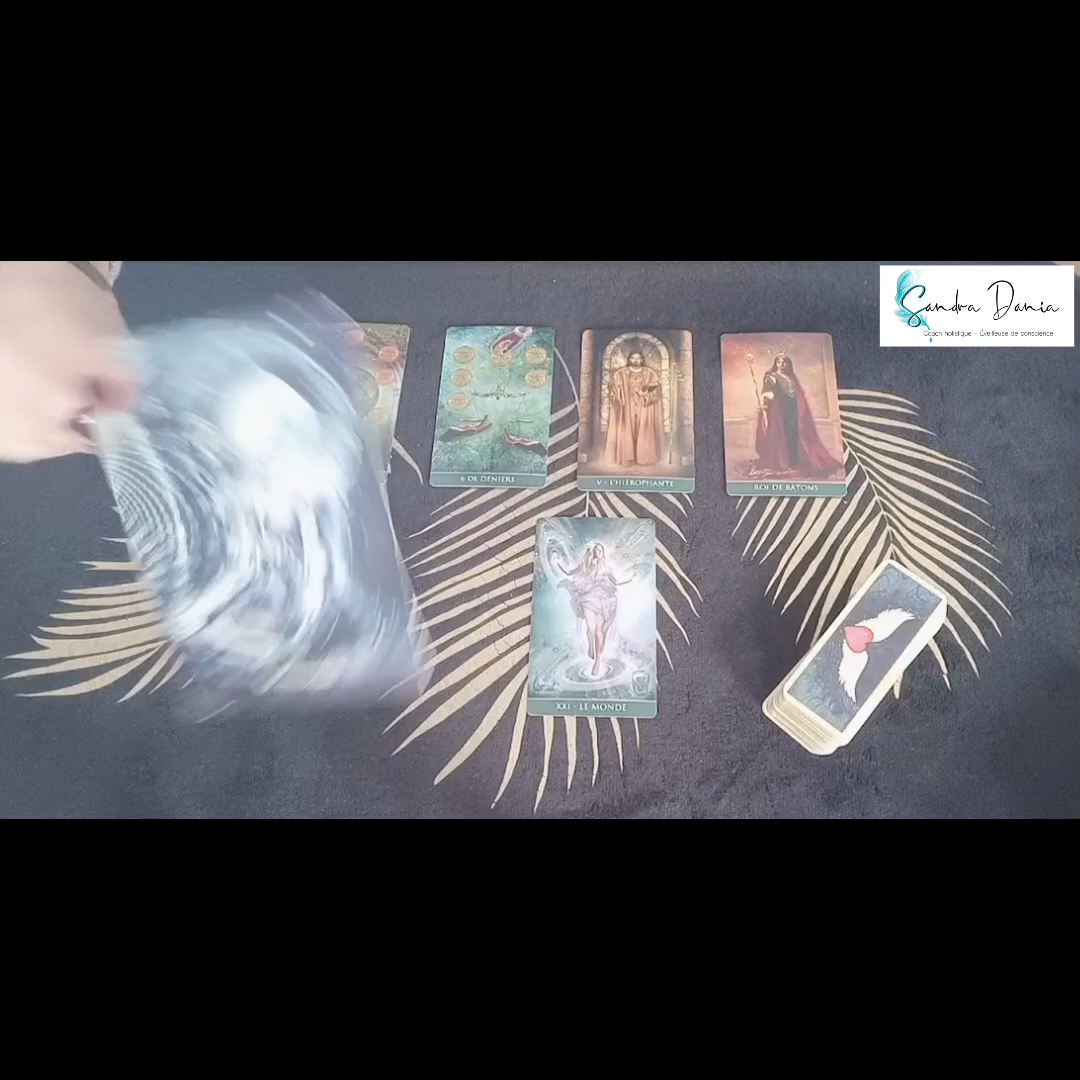 Sandra Dania
Coach holistique - Éveilleuse de conscience
6 DE DENIERS
V - L'HIÉROPHANTE
ROI DE BÂTONS
XXI - LE MONDE